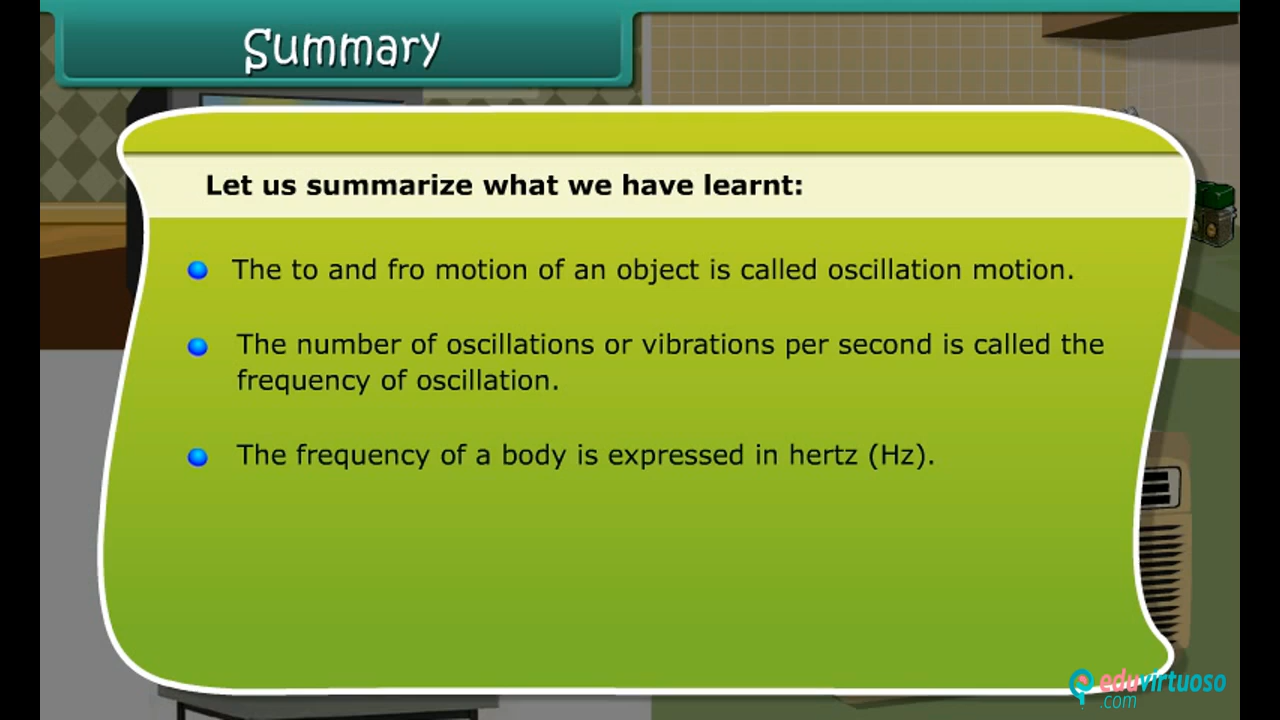 Summary
Let us summarize what we have learnt:
The to and fro motion of an object is called oscillation motion.
The number of oscillations or vibrations per second is called the
frequency of oscillation.
The frequency of a body is expressed in hertz (Hz).
eduvirtuoso
.com